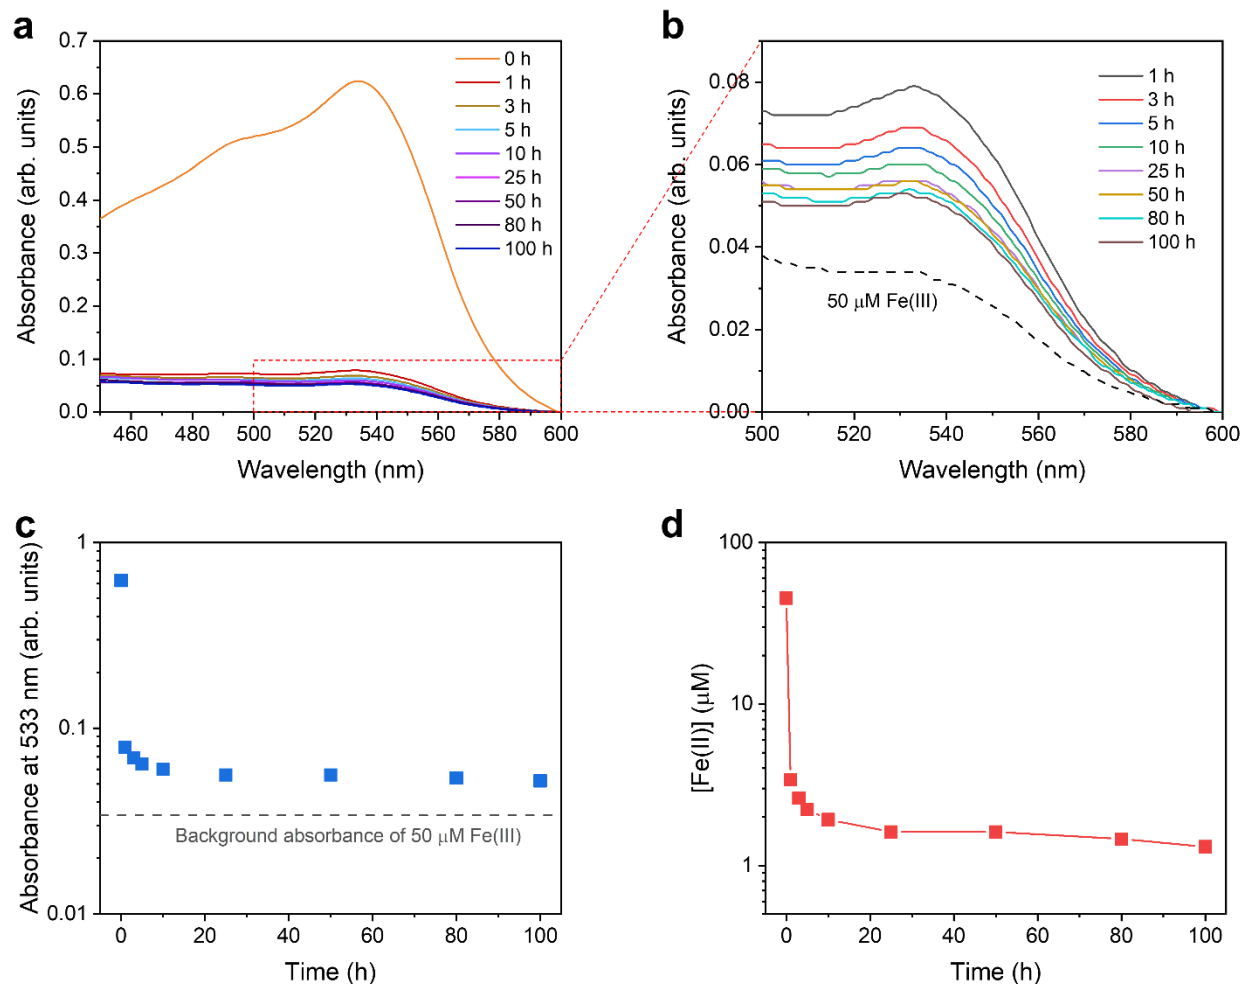 a
0.7
0.6
0.5
0.4
0.3
0.2
0.1
0.0
Absorbance (arb. units)
460 480 500 520 540 560 580 600
Wavelength (nm)
0 h
1 h
3 h
5 h
10 h
25 h
50 h
80 h
100 h
b
0.08
0.06
0.04
0.02
0.00
Absorbance (arb. units)
500 520 540 560 580 600
Wavelength (nm)
1 h
3 h
5 h
10 h
25 h
50 h
80 h
100 h
50 μM Fe(III)
c
1
0.1
0.01
Absorbance at 533 nm (arb. units)
Background absorbance of 50 μM Fe(III)
0 20 40 60 80 100
Time (h)
d
100
10
1
[Fe(II)] (μM)
0 20 40 60 80 100
Time (h)